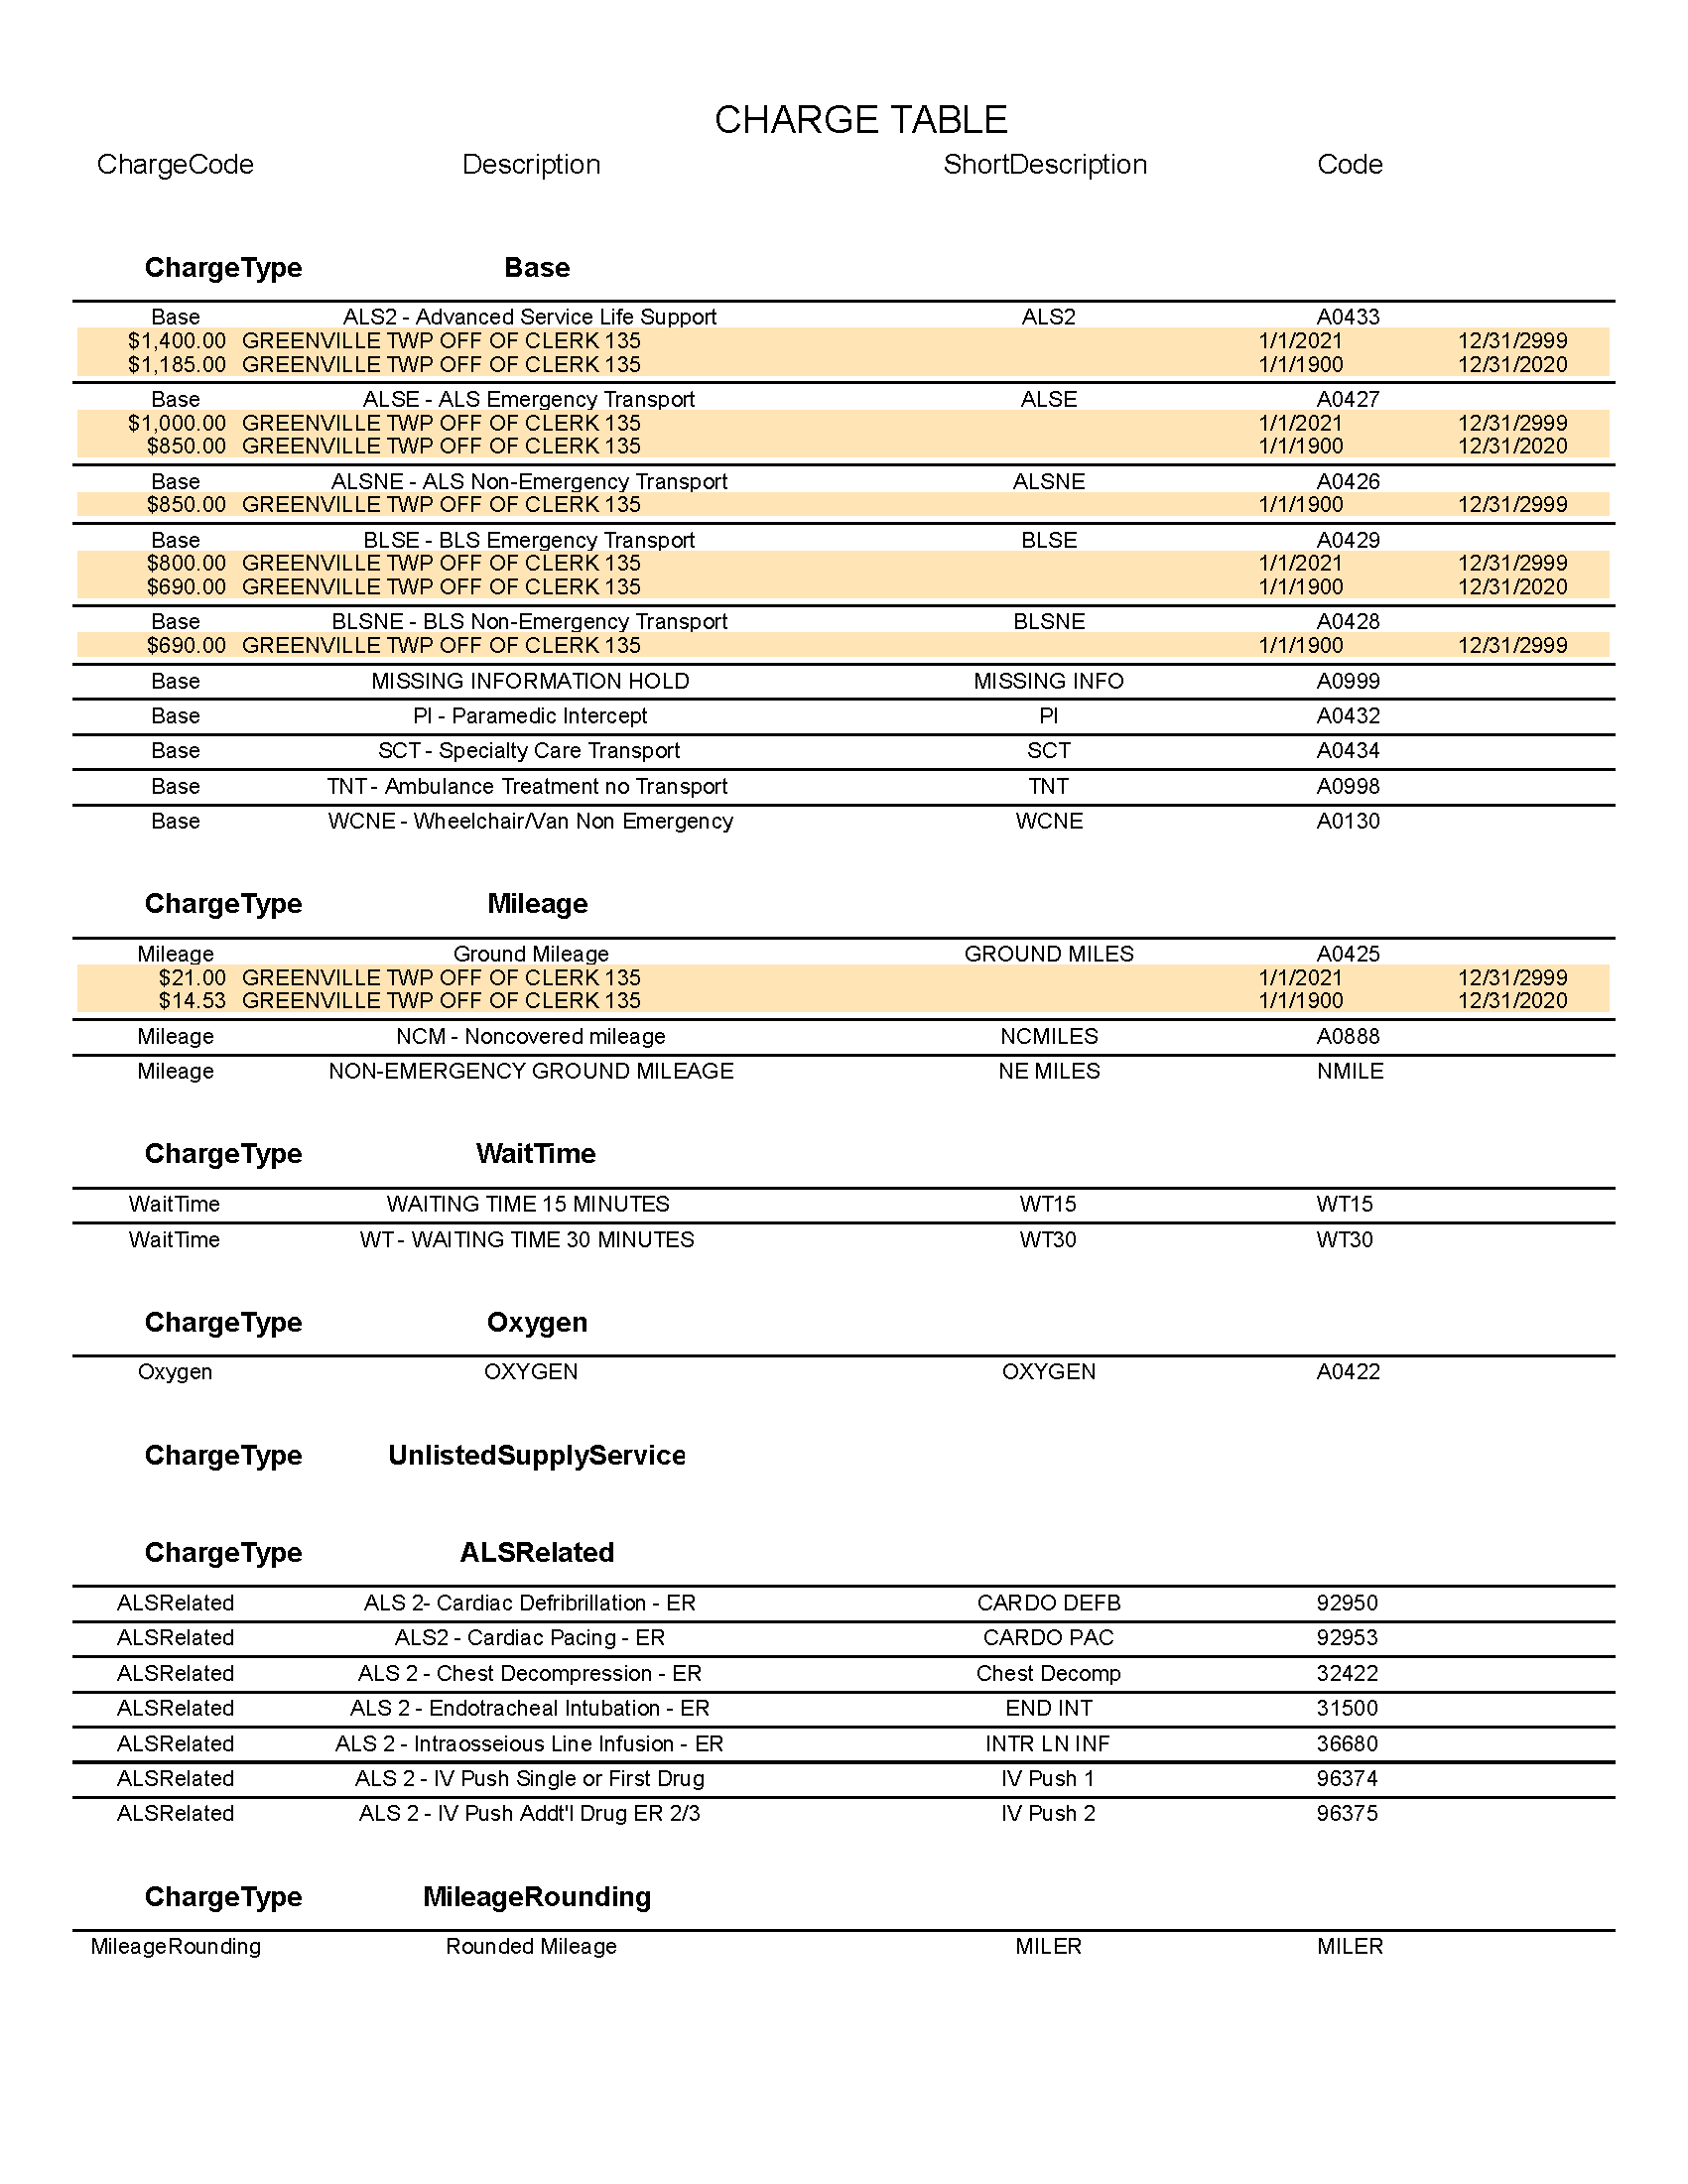 CHARGE TABLE
ChargeCode Description ShortDescription Code
ChargeType Base
Base ALS2 - Advanced Service Life Support ALS2 A0433
$1,400.00 GREENVILLE TWP OFF OF CLERK 135 1/1/2021 12/31/2999
$1,185.00 GREENVILLE TWP OFF OF CLERK 135 1/1/1900 12/31/2020
Base ALSE - ALS Emergency Transport ALSE A0427
$1,000.00 GREENVILLE TWP OFF OF CLERK 135 1/1/2021 12/31/2999
$850.00 GREENVILLE TWP OFF OF CLERK 135 1/1/1900 12/31/2020
Base ALSNE - ALS Non-Emergency Transport ALSNE A0426
$850.00 GREENVILLE TWP OFF OF CLERK 135 1/1/1900 12/31/2999
Base BLSE - BLS Emergency Transport BLSE A0429
$800.00 GREENVILLE TWP OFF OF CLERK 135 1/1/2021 12/31/2999
$690.00 GREENVILLE TWP OFF OF CLERK 135 1/1/1900 12/31/2020
Base BLSNE - BLS Non-Emergency Transport BLSNE A0428
$690.00 GREENVILLE TWP OFF OF CLERK 135 1/1/1900 12/31/2999
Base MISSING INFORMATION HOLD MISSING INFO A0999
Base PI - Paramedic Intercept PI A0432
Base SCT - Specialty Care Transport SCT A0434
Base TNT - Ambulance Treatment no Transport TNT A0998
Base WCNE - Wheelchair/Van Non Emergency WCNE A0130
ChargeType Mileage
Mileage Ground Mileage GROUND MILES A0425
$21.00 GREENVILLE TWP OFF OF CLERK 135 1/1/2021 12/31/2999
$14.53 GREENVILLE TWP OFF OF CLERK 135 1/1/1900 12/31/2020
Mileage NCM - Noncovered mileage NCMILES A0888
Mileage NON-EMERGENCY GROUND MILEAGE NE MILES NMILE
ChargeType WaitTime
WaitTime WAITING TIME 15 MINUTES WT15 WT15
WaitTime WT - WAITING TIME 30 MINUTES WT30 WT30
ChargeType Oxygen
Oxygen OXYGEN OXYGEN A0422
ChargeType UnlistedSupplyService
ChargeType ALSRelated
ALSRelated ALS 2- Cardiac Defribrillation - ER CARDO DEFB 92950
ALSRelated ALS2 - Cardiac Pacing - ER CARDO PAC 92953
ALSRelated ALS 2 - Chest Decompression - ER Chest Decomp 32422
ALSRelated ALS 2 - Endotracheal Intubation - ER END INT 31500
ALSRelated ALS 2 - Intraosseious Line Infusion - ER INTR LN INF 36680
ALSRelated ALS 2 - IV Push Single or First Drug IV Push 1 96374
ALSRelated ALS 2 - IV Push Addt'l Drug ER 2/3 IV Push 2 96375
ChargeType MileageRounding
MileageRounding Rounded Mileage MILER MILER